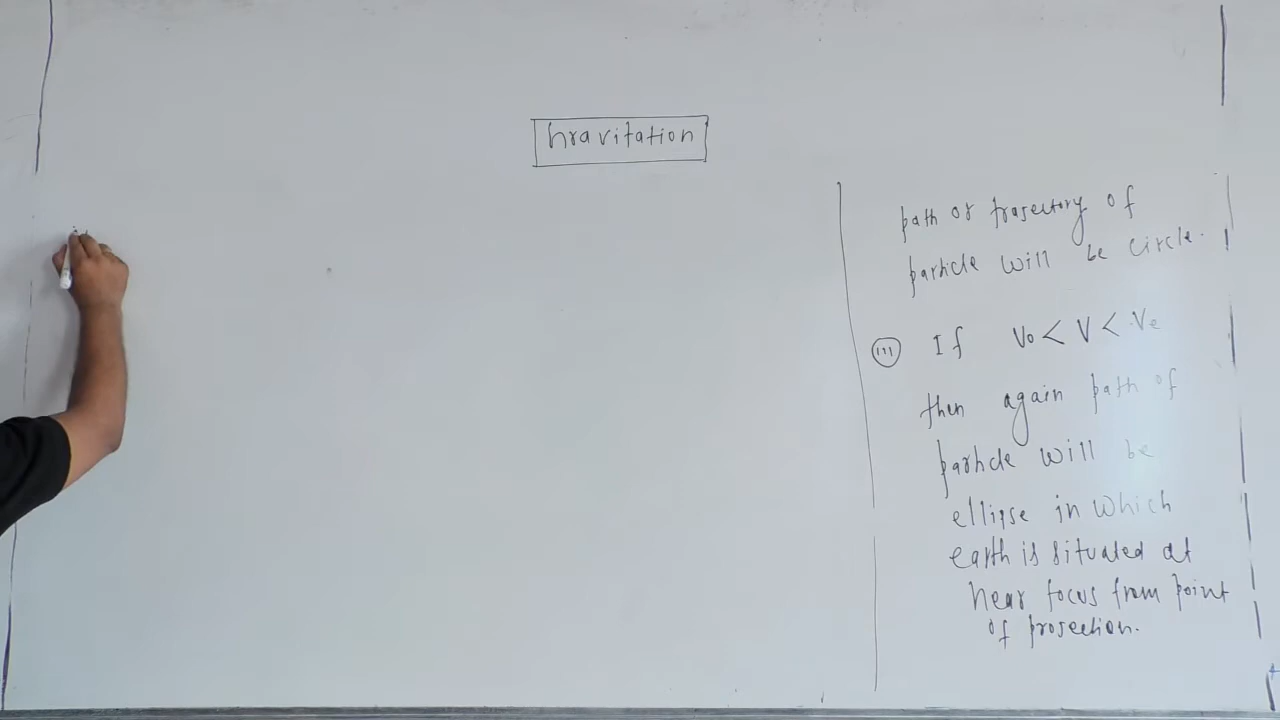 Gravitation
path or trajectory of
particle will be circle.
(iii) If V₀ < V < Vₑ
then again path of
particle will be
ellipse in which
earth is situated at
near focus from point
of projection.